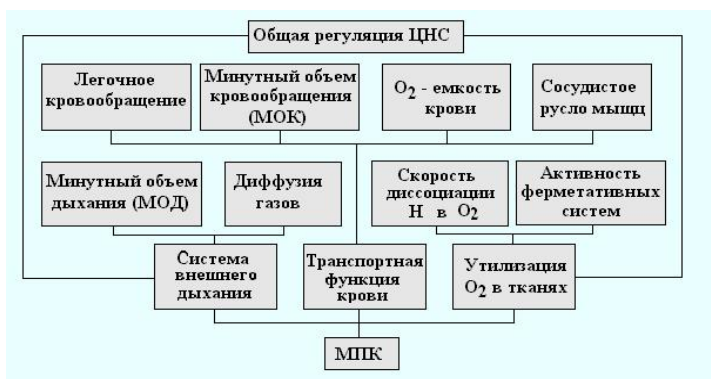 Общая регуляция ЦНС
Легочное
кровообращение
Минутный объем
кровообращения
(МОК)
O2 - емкость
крови
Сосудистое
русло мыщц
Минутный объем
дыхания (МОД)
Диффузия
газов
Скорость
диссоциации
Н в O2
Активность
ферметативных
систем
Система
внешнего
дыхания
Транспортная
функция
крови
Утилизация
O2 в тканях
МПК